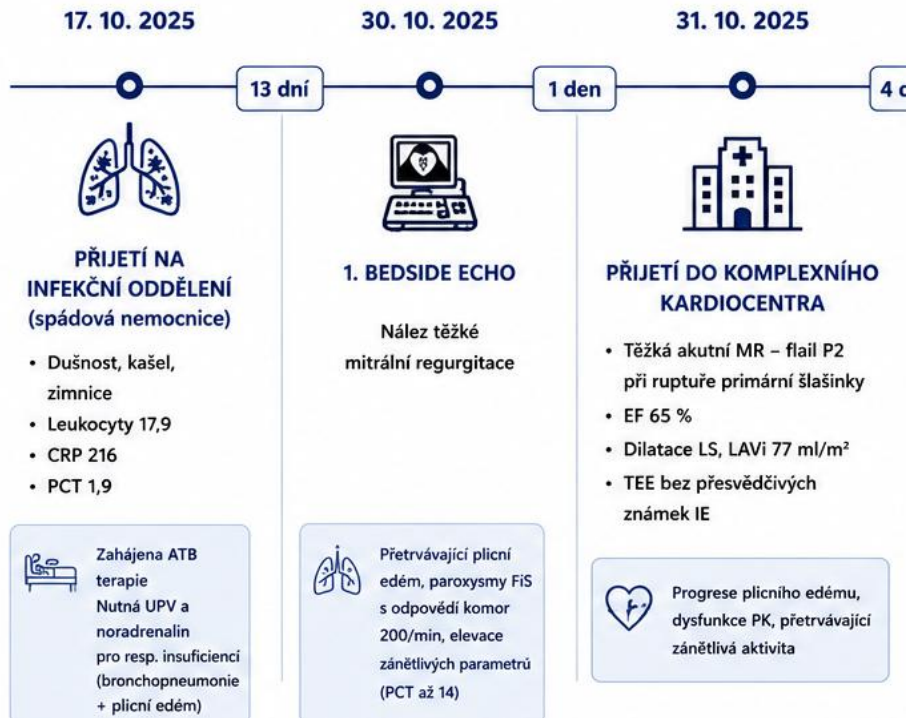 17. 10. 2025
30. 10. 2025
31. 10. 2025
13 dní
1 den
4 d
PŘIJETÍ NA
INFEKČNÍ ODDĚLENÍ
(spádová nemocnice)
• Dušnost, kašel,
zimnice
• Leukocyty 17,9
• CRP 216
• PCT 1,9
Zahájena ATB
terapie
Nutná UPV a
noradrenalin
pro resp. insuficiencí
(bronchopneumonie
+ plicní edém)
1. BEDSIDE ECHO
Nález těžké
mitrální regurgitace
Přetrvávající plicní
edém, paroxysmy FiS
s odpovědí komor
200/min, elevace
zánětlivých parametrů
(PCT až 14)
PŘIJETÍ DO KOMPLEXNÍHO
KARDIOCENTRA
• Těžká akutní MR – flail P2
při ruptuře primární šlašinky
• EF 65 %
• Dilatace LS, LAVi 77 ml/m²
• TEE bez přesvědčivých
známek IE
Progrese plicního edému,
dysfunkce PK, přetrvávající
zánětlivá aktivita